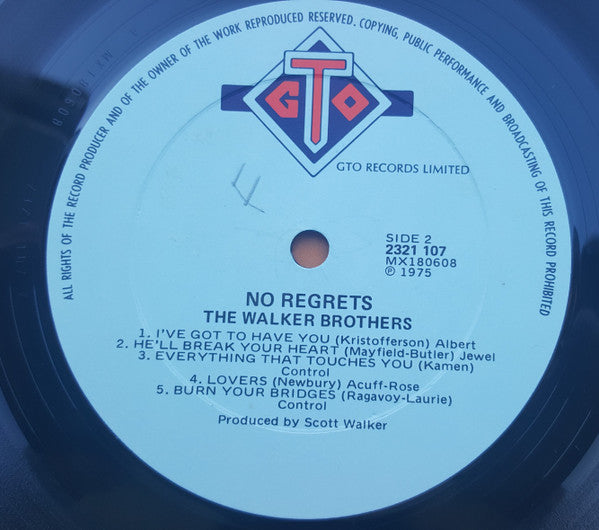 ALL RIGHTS OF THE RECORD PRODUCER AND OF THE OWNER OF THE WORK REPRODUCED RESERVED. COPYING, PUBLIC PERFORMANCE AND BROADCASTING OF THIS RECORD PROHIBITED
GTO
GTO RECORDS LIMITED
F
SIDE 2
2321 107
MX180608
℗ 1975
NO REGRETS
THE WALKER BROTHERS
1. I'VE GOT TO HAVE YOU (Kristofferson) Albert
2. HE'LL BREAK YOUR HEART (Mayfield-Butler) Jewel
3. EVERYTHING THAT TOUCHES YOU (Kamen)
Control
4. LOVERS (Newbury) Acuff-Rose
5. BURN YOUR BRIDGES (Ragavoy-Laurie)
Control
Produced by Scott Walker